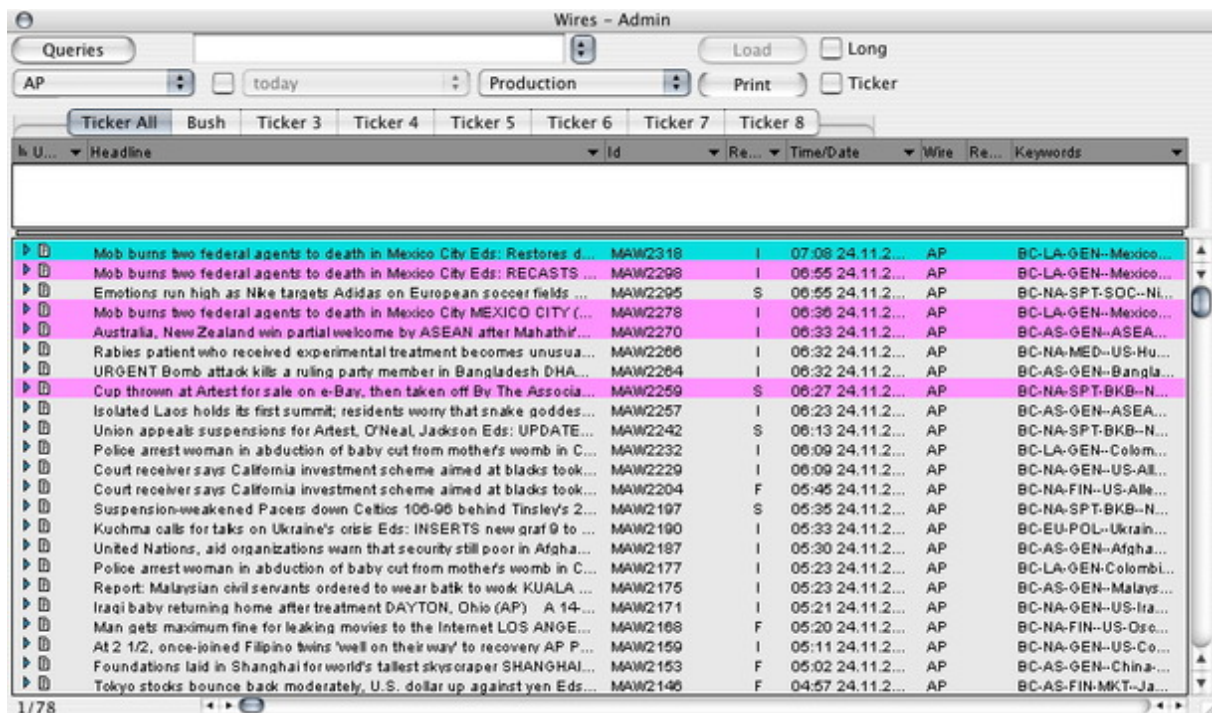 Wires - Admin
Queries Load Long
AP today Production Print Ticker
Ticker All Bush Ticker 3 Ticker 4 Ticker 5 Ticker 6 Ticker 7 Ticker 8
U... Headline Id Re... Time/Date Wire Re... Keywords
Mob burns two federal agents to death in Mexico City Eds: Restores d... MAW2318 I 07:08 24.11.2... AP BC-LA-GEN--Mexico...
Mob burns two federal agents to death in Mexico City Eds: RECASTS ... MAW2298 I 06:55 24.11.2... AP BC-LA-GEN--Mexico...
Emotions run high as Nike targets Adidas on European soccer fields ... MAW2295 S 06:55 24.11.2... AP BC-NA-SPT-SOC--Ni...
Mob burns two federal agents to death in Mexico City MEXICO CITY (... MAW2278 I 06:36 24.11.2... AP BC-LA-GEN--Mexico...
Australia, New Zealand win partial welcome by ASEAN after Mahathir'... MAW2270 I 06:33 24.11.2... AP BC-AS-GEN--ASEA...
Rabies patient who received experimental treatment becomes unusua... MAW2266 I 06:32 24.11.2... AP BC-NA-MED--US-Hu...
URGENT Bomb attack kills a ruling party member in Bangladesh DHA... MAW2264 I 06:32 24.11.2... AP BC-AS-GEN--Bangla...
Cup thrown at Artest for sale on e-Bay, then taken off By The Associa... MAW2259 S 06:27 24.11.2... AP BC-NA-SPT-BKB--N...
Isolated Laos holds its first summit; residents worry that snake goddes... MAW2257 I 06:23 24.11.2... AP BC-AS-GEN--ASEA...
Union appeals suspensions for Artest, O'Neal, Jackson Eds: UPDATE... MAW2242 S 06:13 24.11.2... AP BC-NA-SPT-BKB--N...
Police arrest woman in abduction of baby cut from mother's womb in C... MAW2232 I 06:09 24.11.2... AP BC-LA-GEN--Colom...
Court receiver says California investment scheme aimed at blacks took... MAW2229 I 06:09 24.11.2... AP BC-NA-GEN--US-All...
Court receiver says California investment scheme aimed at blacks took... MAW2204 F 05:45 24.11.2... AP BC-NA-FIN--US-Alle...
Suspension-weakened Pacers down Celtics 106-96 behind Tinsley's 2... MAW2197 S 05:35 24.11.2... AP BC-NA-SPT-BKB--N...
Kuchma calls for talks on Ukraine's crisis Eds: INSERTS new graf 9 to ... MAW2190 I 05:33 24.11.2... AP BC-EU-POL--Ukrain...
United Nations, aid organizations warn that security still poor in Afgha... MAW2187 I 05:30 24.11.2... AP BC-AS-GEN--Afgha...
Police arrest woman in abduction of baby cut from mother's womb in C... MAW2177 I 05:23 24.11.2... AP BC-LA-GEN-Colombi...
Report: Malaysian civil servants ordered to wear batik to work KUALA ... MAW2175 I 05:23 24.11.2... AP BC-AS-GEN--Malays...
Iraqi baby returning home after treatment DAYTON, Ohio (AP) A 14-... MAW2171 I 05:21 24.11.2... AP BC-NA-GEN--US-Ira...
Man gets maximum fine for leaking movies to the Internet LOS ANGE... MAW2168 F 05:20 24.11.2... AP BC-NA-FIN--US-Osc...
At 2 1/2, once-joined Filipino twins 'well on their way' to recovery AP P... MAW2159 I 05:11 24.11.2... AP BC-NA-GEN--US-Co...
Foundations laid in Shanghai for world's tallest skyscraper SHANGHAI... MAW2153 F 05:02 24.11.2... AP BC-AS-GEN--China-...
Tokyo stocks bounce back moderately, U.S. dollar up against yen Eds... MAW2146 F 04:57 24.11.2... AP BC-AS-FIN-MKT--Ja...
1/78